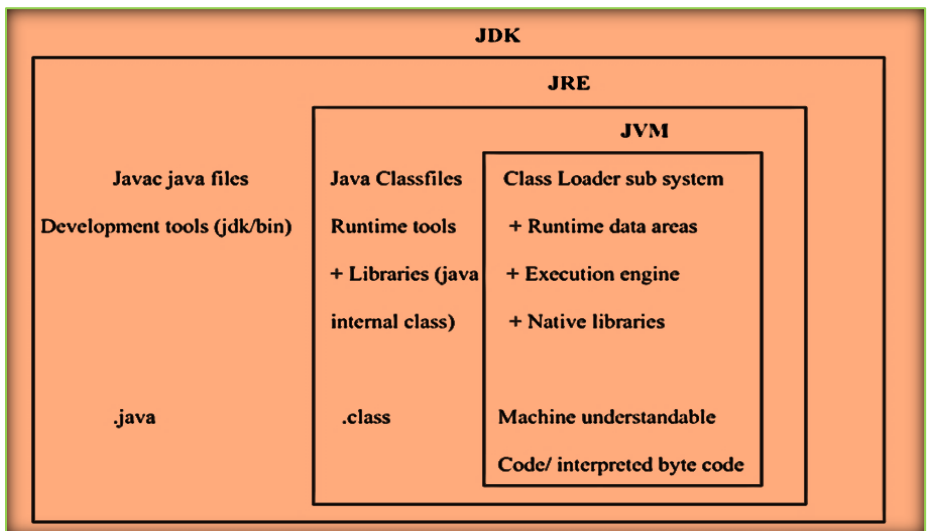 JDK
JRE
JVM
Javac java files
Development tools (jdk/bin)
.java
Java Classfiles
Runtime tools
+ Libraries (java
internal class)
.class
Class Loader sub system
+ Runtime data areas
+ Execution engine
+ Native libraries
Machine understandable
Code/ interpreted byte code